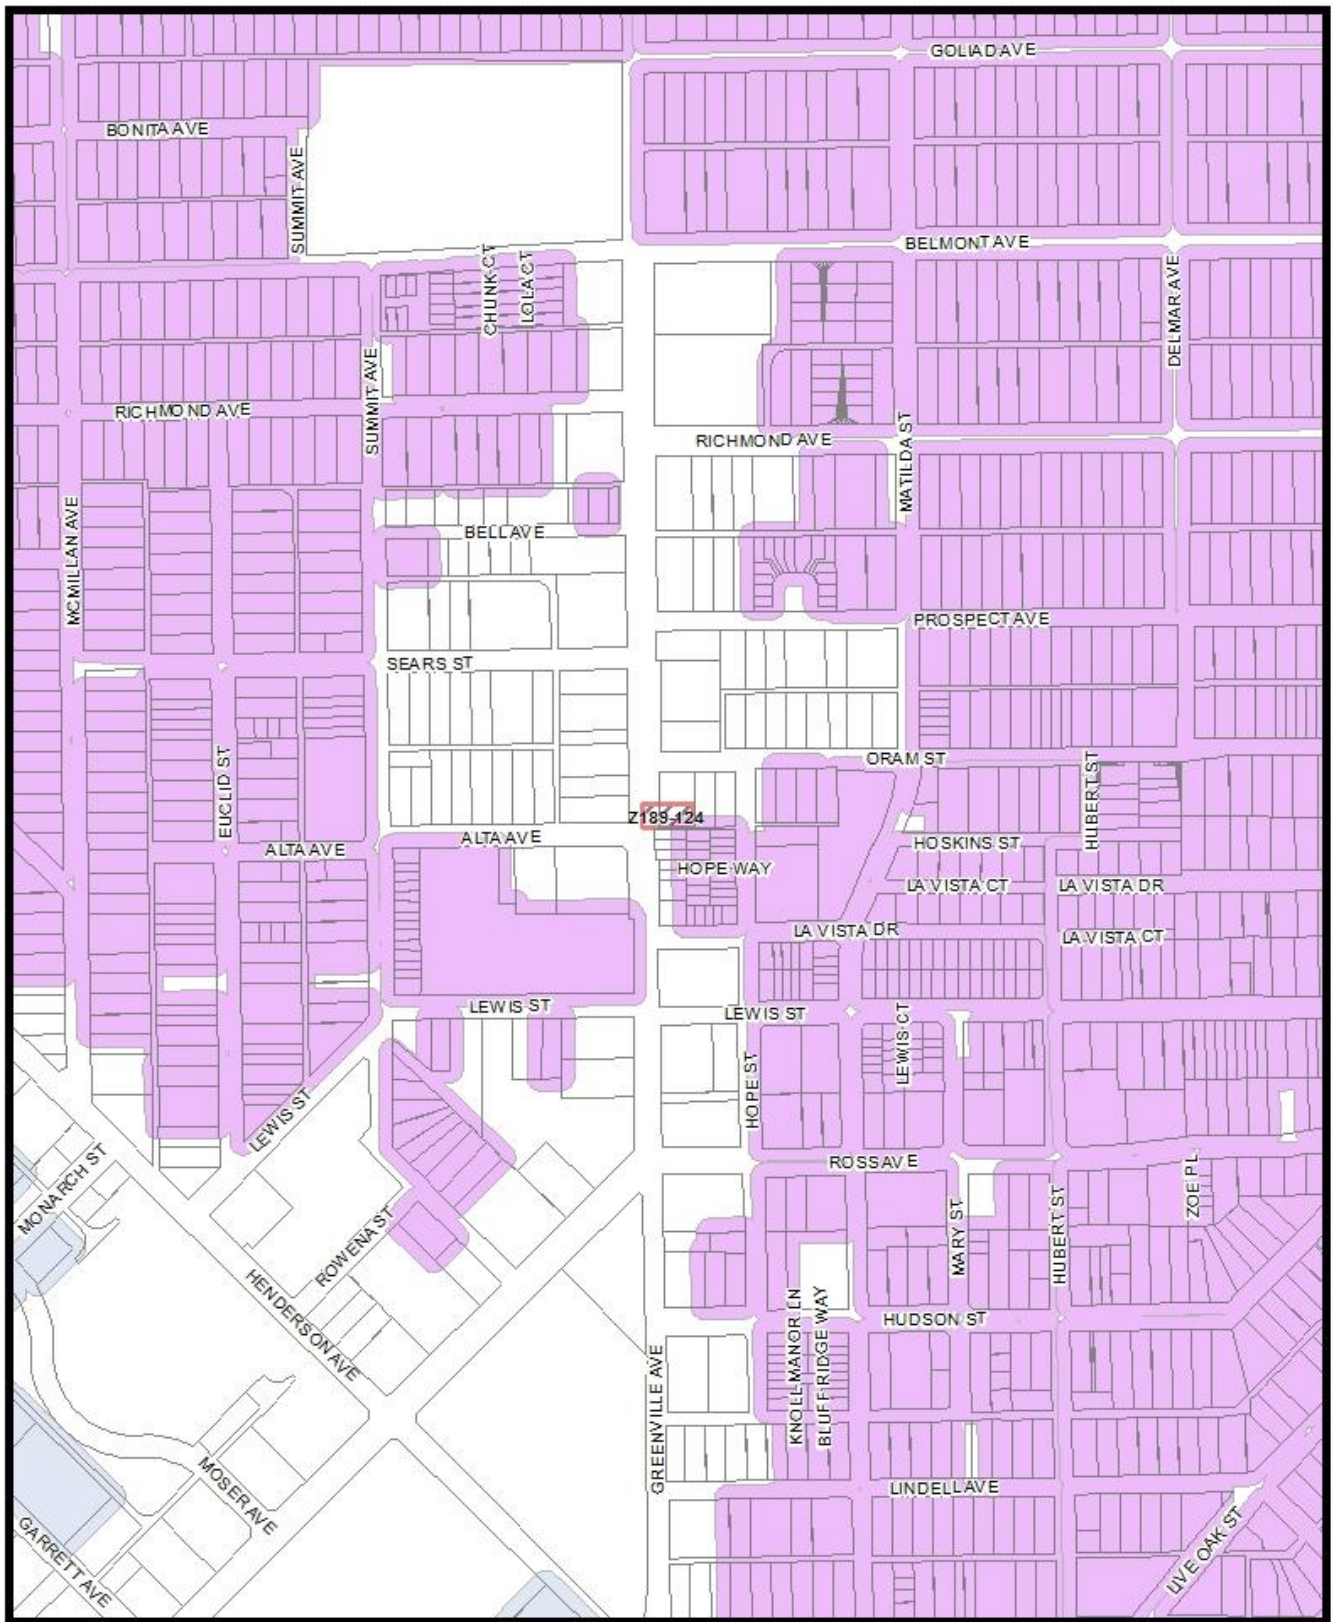 GOLIAD AVE
BONITA AVE
SUMMIT AVE
BELMONT AVE
CHUNK CT
LOLA CT
DELMAR AVE
SUMMIT AVE
RICHMOND AVE
RICHMOND AVE
MATILDA ST
MCMILLAN AVE
BELL AVE
PROSPECT AVE
SEARS ST
EUCLID ST
ORAM ST
HUBERT ST
Z189-124
ALTA AVE
ALTA AVE
HOSKINS ST
HOPE WAY
LA VISTA CT
LA VISTA DR
LA VISTA DR
LA VISTA CT
LEWIS ST
LEWIS ST
LEWIS CT
HOPE ST
LEWIS ST
MONARCH ST
ROSS AVE
ZOE PL
MARY ST
HUBERT ST
ROWENA ST
HENDERSON AVE
KNOLL MANOR LN
BLUFF RIDGE WAY
HUDSON ST
GREENVILLE AVE
MOSER AVE
LINDELL AVE
GARRETT AVE
LIVE OAK ST